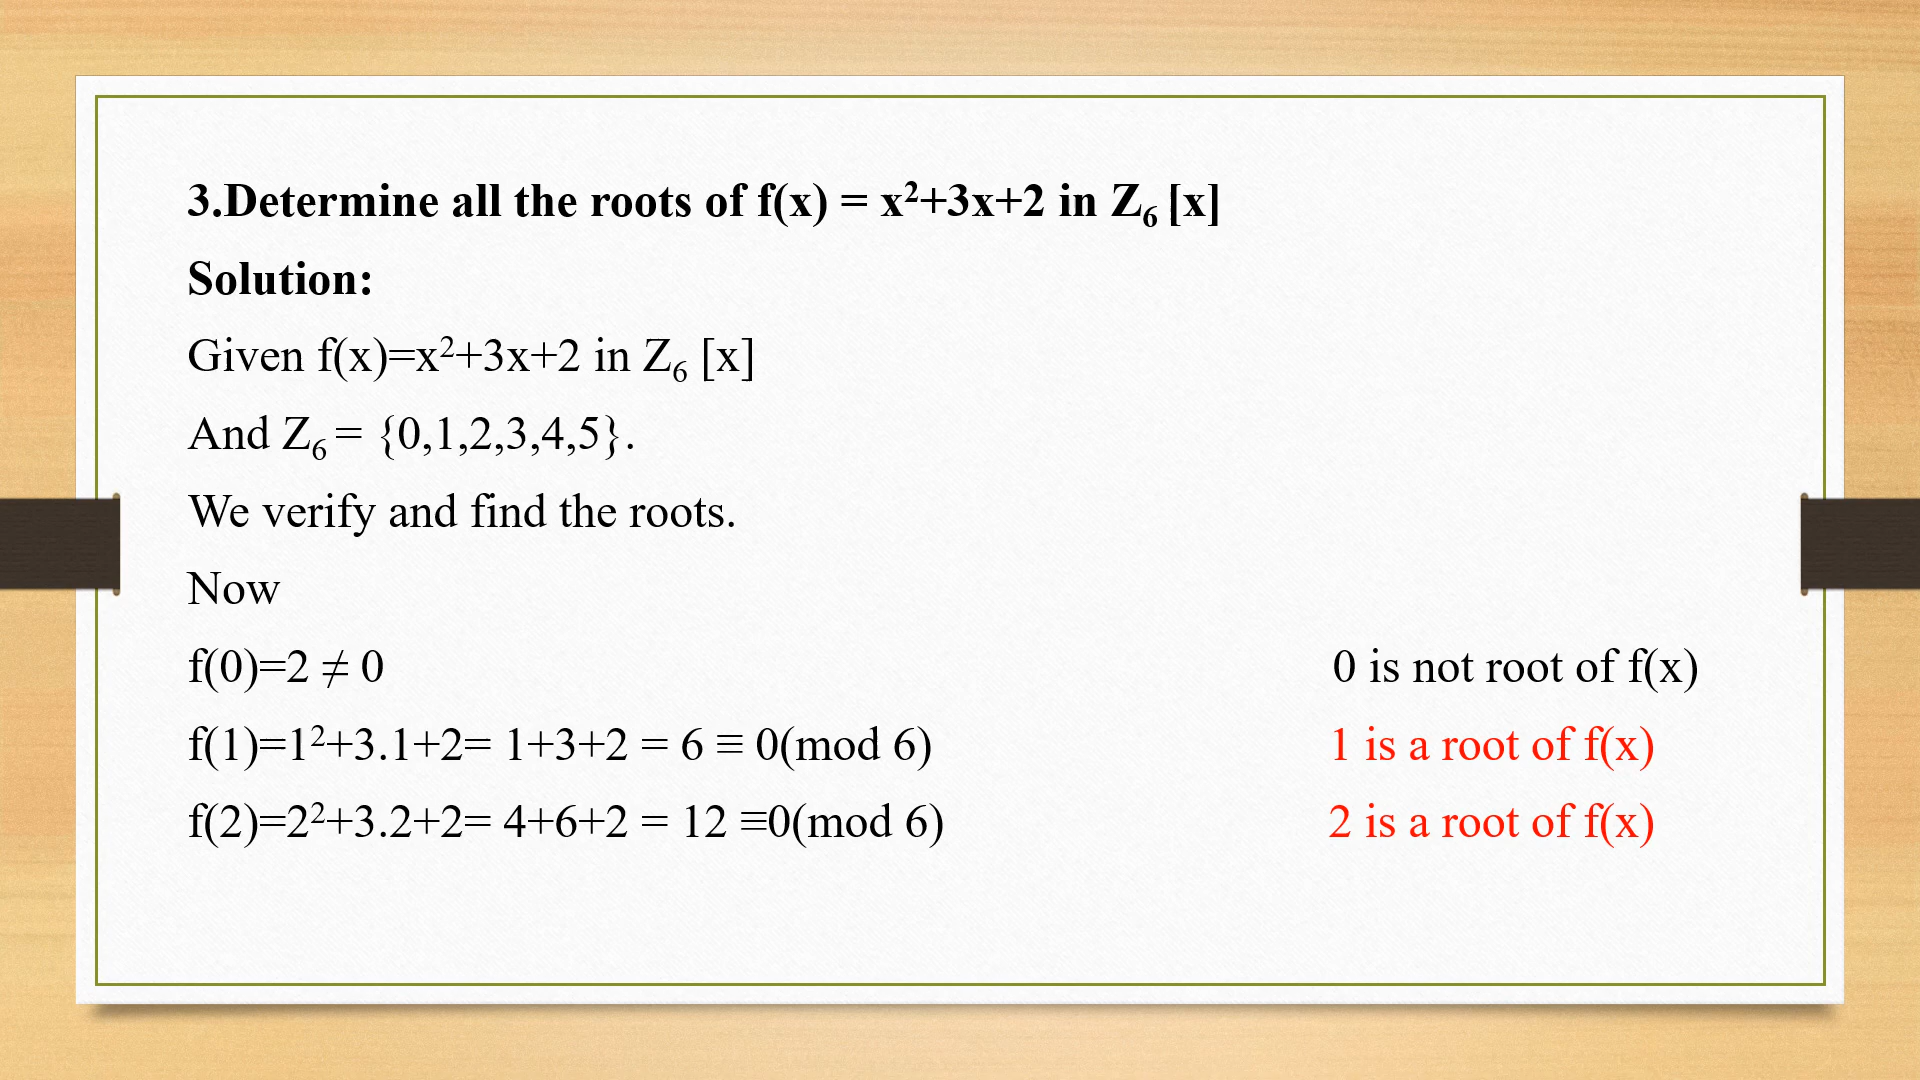 3.Determine all the roots of f(x) = x²+3x+2 in Z₆ [x]
Solution:
Given f(x)=x²+3x+2 in Z₆ [x]
And Z₆ = {0,1,2,3,4,5}.
We verify and find the roots.
Now
f(0)=2 ≠ 0 0 is not root of f(x)
f(1)=1²+3.1+2= 1+3+2 = 6 ≡ 0(mod 6) 1 is a root of f(x)
f(2)=2²+3.2+2= 4+6+2 = 12 ≡0(mod 6) 2 is a root of f(x)